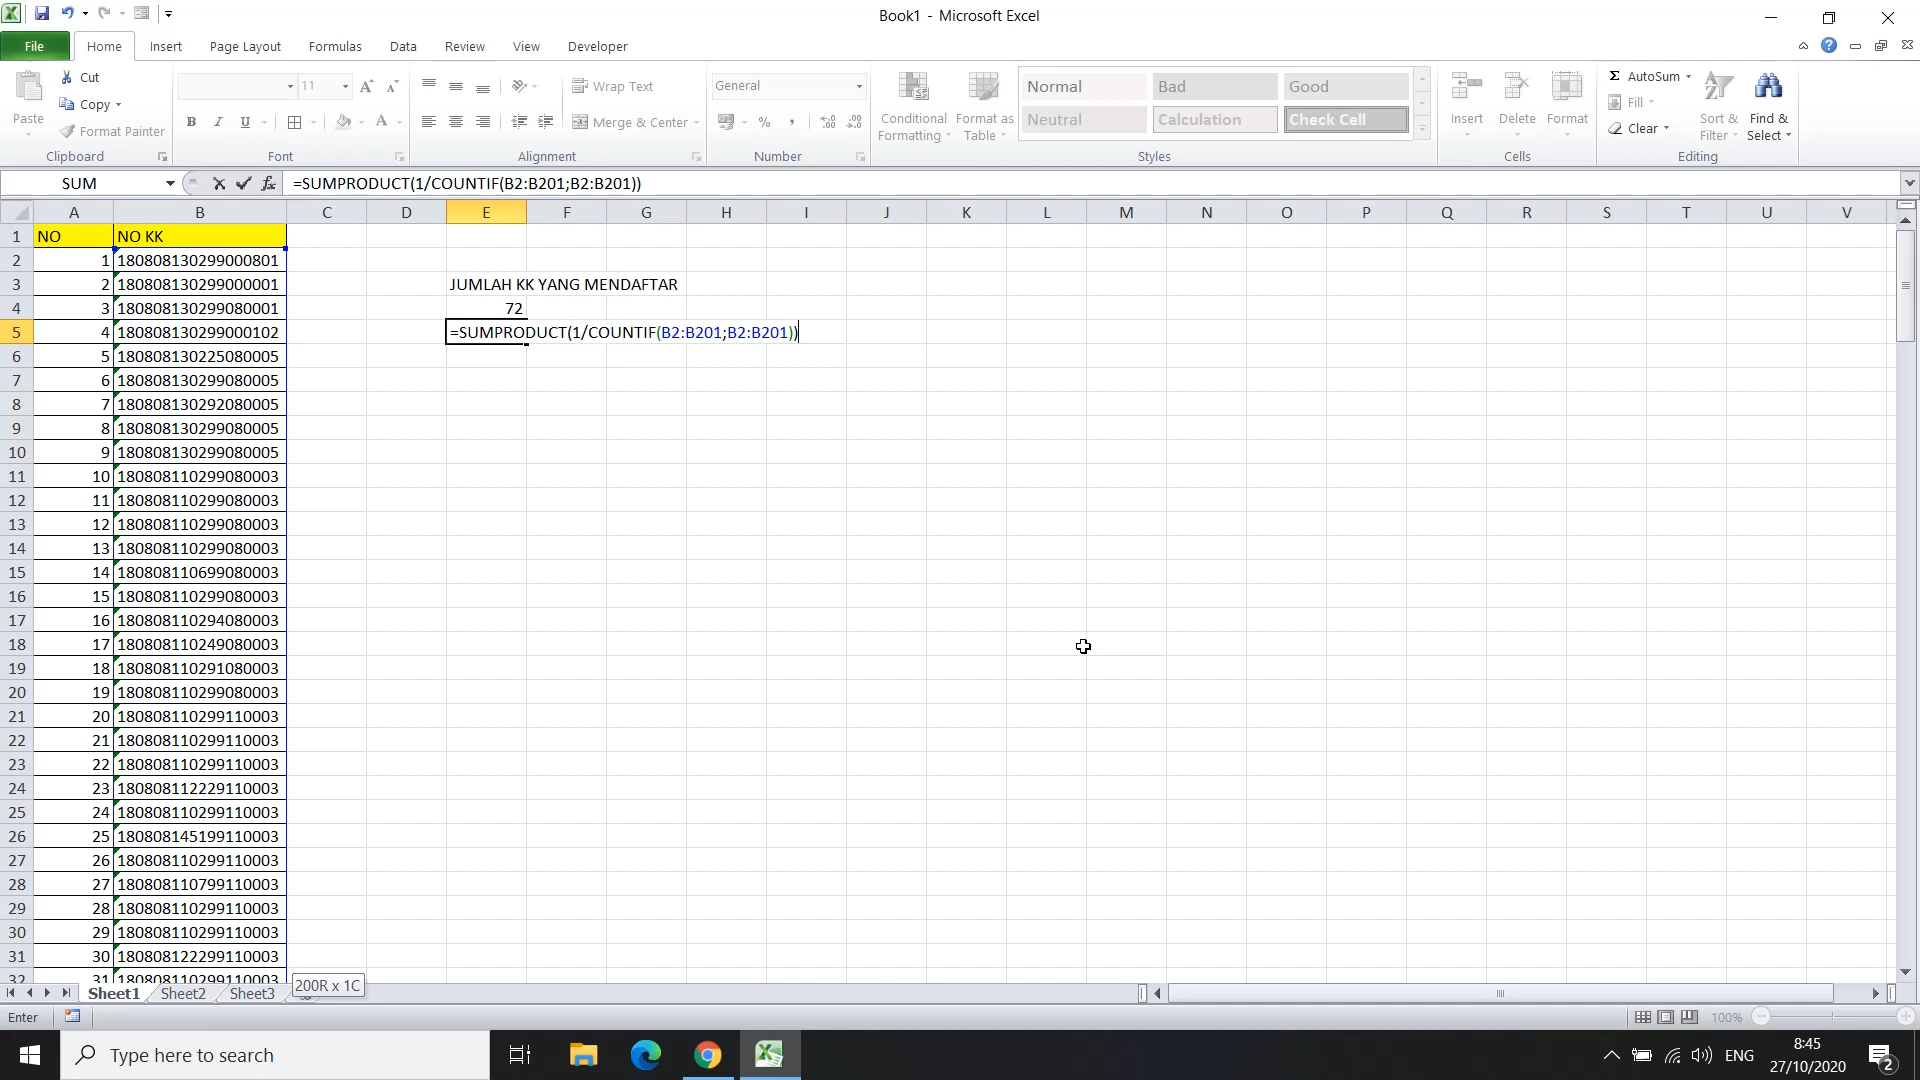 Book1 - Microsoft Excel
File Home Insert Page Layout Formulas Data Review View Developer
Paste
Cut
Copy
Format Painter
Clipboard
11
B I U A
Font
Wrap Text
Merge & Center
Alignment
General
%
Number
Conditional Formatting
Format as Table
Normal Bad Good
Neutral Calculation Check Cell
Styles
Insert Delete Format
Cells
AutoSum
Fill
Clear
Sort & Filter
Find & Select
Editing
SUM fx =SUMPRODUCT(1/COUNTIF(B2:B201;B2:B201))
A B C D E F G H I J K L M N O P Q R S T U V
1 NO NO KK
2 1 180808130299000801
3 2 180808130299000001 JUMLAH KK YANG MENDAFTAR
4 3 180808130299080001 72
5 4 180808130299000102 =SUMPRODUCT(1/COUNTIF(B2:B201;B2:B201))
6 5 180808130225080005
7 6 180808130299080005
8 7 180808130292080005
9 8 180808130299080005
10 9 180808130299080005
11 10 180808110299080003
12 11 180808110299080003
13 12 180808110299080003
14 13 180808110299080003
15 14 180808110699080003
16 15 180808110299080003
17 16 180808110294080003
18 17 180808110249080003
19 18 180808110291080003
20 19 180808110299080003
21 20 180808110299110003
22 21 180808110299110003
23 22 180808110299110003
24 23 180808112229110003
25 24 180808110299110003
26 25 180808145199110003
27 26 180808110299110003
28 27 180808110799110003
29 28 180808110299110003
30 29 180808110299110003
31 30 180808122299110003
32 31 180808110299110003
200R x 1C
Sheet1 Sheet2 Sheet3
Enter 100%
Type here to search
ENG
8:45
27/10/2020
2